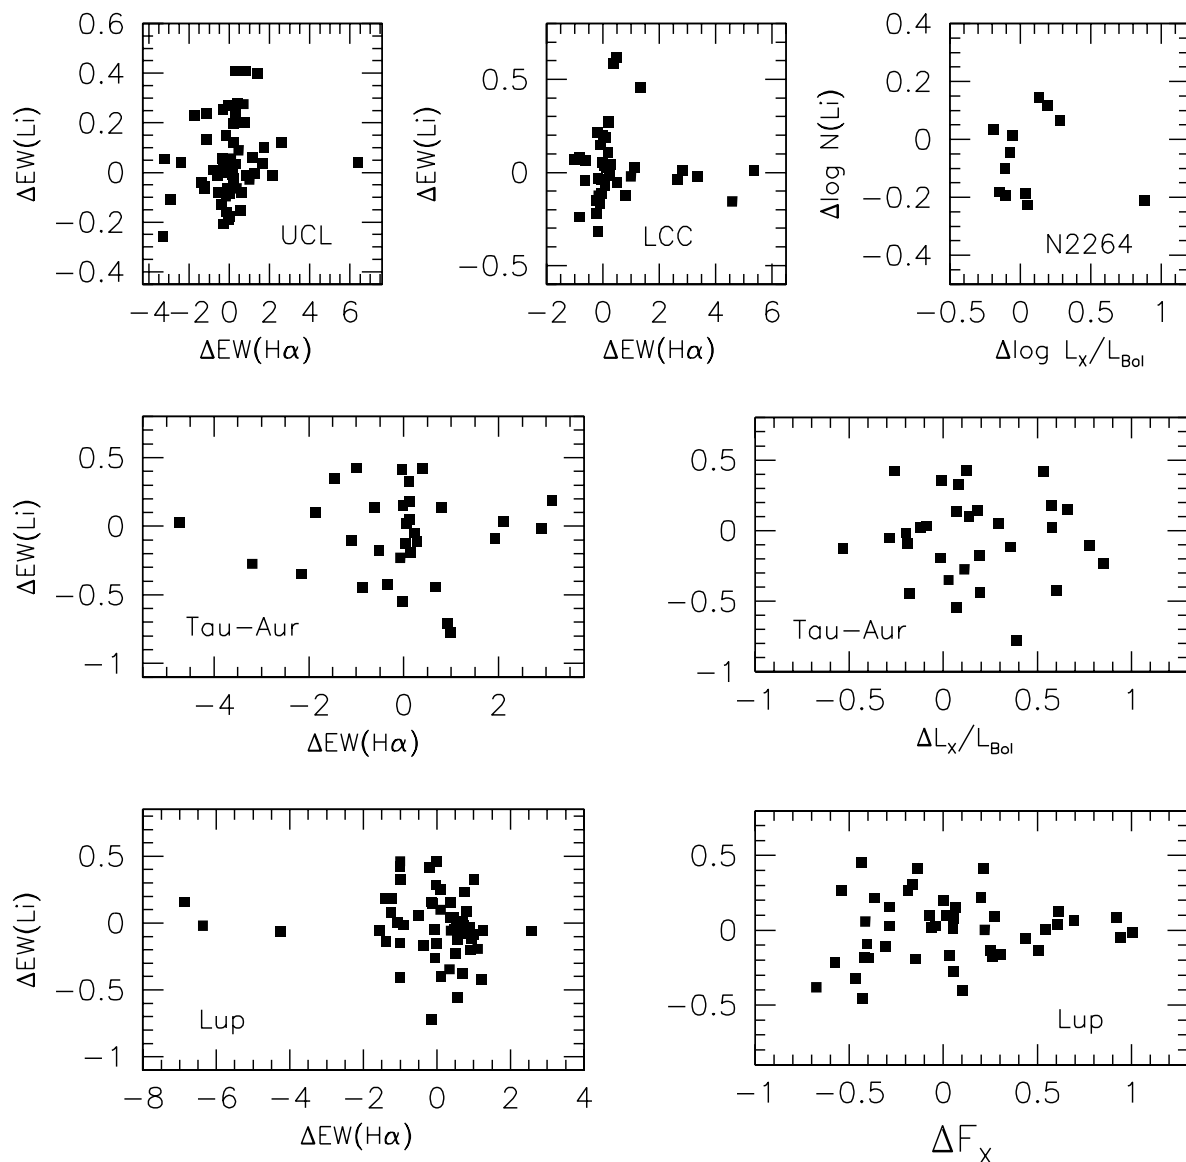 0.6
0.4
0.2
0
−0.2
−0.4
ΔEW(Li)
UCL
−4−2 0 2 4 6
ΔEW(Hα)
0.5
0
−0.5
ΔEW(Li)
LCC
−2 0 2 4 6
ΔEW(Hα)
0.4
0.2
0
−0.2
−0.4
Δlog N(Li)
N2264
−0.5 0 0.5 1
Δlog L_X/L_Bol
0.5
0
−0.5
−1
ΔEW(Li)
Tau−Aur
−4 −2 0 2
ΔEW(Hα)
0.5
0
−0.5
−1
Tau−Aur
−1 −0.5 0 0.5 1
ΔL_X/L_Bol
0.5
0
−0.5
−1
ΔEW(Li)
Lup
−8 −6 −4 −2 0 2 4
ΔEW(Hα)
0.5
0
−0.5
Lup
−1 −0.5 0 0.5 1
ΔF_X